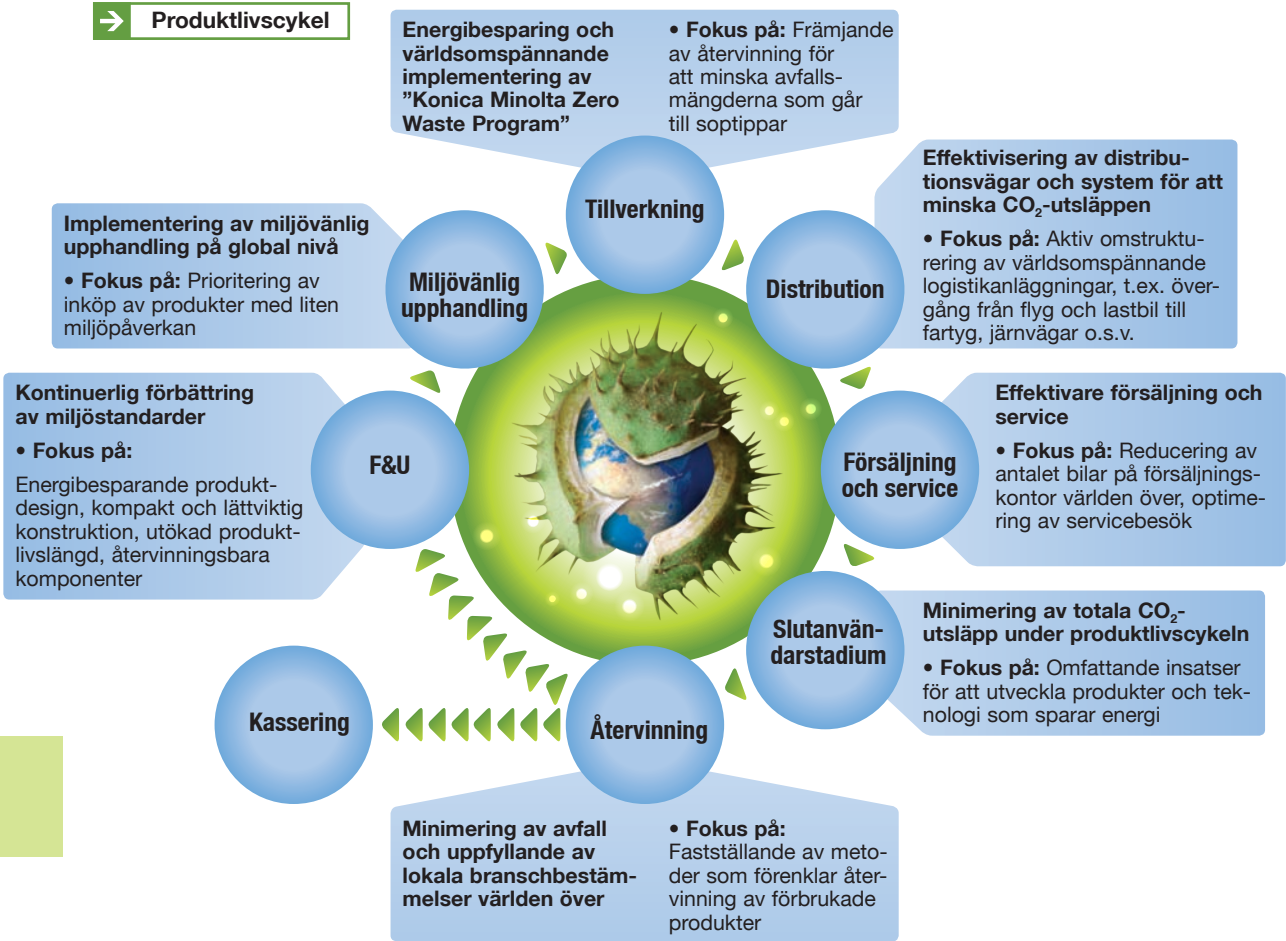 Produktlivscykel
Energibesparing och
världsomspännande
implementering av
”Konica Minolta Zero
Waste Program”
• Fokus på: Främjande
av återvinning för
att minska avfalls-
mängderna som går
till soptippar
Tillverkning
Effektivisering av distribu-
tionsvägar och system för att
minska CO₂-utsläppen
• Fokus på: Aktiv omstruktu-
rering av världsomspännande
logistikanläggningar, t.ex. över-
gång från flyg och lastbil till
fartyg, järnvägar o.s.v.
Distribution
Implementering av miljövänlig
upphandling på global nivå
• Fokus på: Prioritering av
inköp av produkter med liten
miljöpåverkan
Miljövänlig
upphandling
Kontinuerlig förbättring
av miljöstandarder
• Fokus på:
Energibesparande produkt-
design, kompakt och lättviktig
konstruktion, utökad produkt-
livslängd, återvinningsbara
komponenter
F&U
Försäljning
och service
Effektivare försäljning och
service
• Fokus på: Reducering av
antalet bilar på försäljnings-
kontor världen över, optime-
ring av servicebesök
Slutanvän-
darstadium
Minimering av totala CO₂-
utsläpp under produktlivscykeln
• Fokus på: Omfattande insatser
för att utveckla produkter och tek-
nologi som sparar energi
Kassering
Återvinning
Minimering av avfall
och uppfyllande av
lokala branschbestäm-
melser världen över
• Fokus på:
Fastställande av meto-
der som förenklar åter-
vinning av förbrukade
produkter